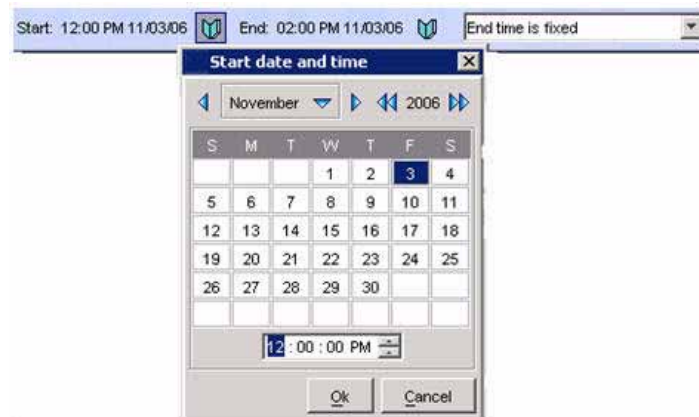 Start: 12:00 PM 11/03/06 End: 02:00 PM 11/03/06 End time is fixed
Start date and time
November 2006
S M T W T F S
1 2 3 4
5 6 7 8 9 10 11
12 13 14 15 16 17 18
19 20 21 22 23 24 25
26 27 28 29 30
12 : 00 : 00 PM
Ok Cancel